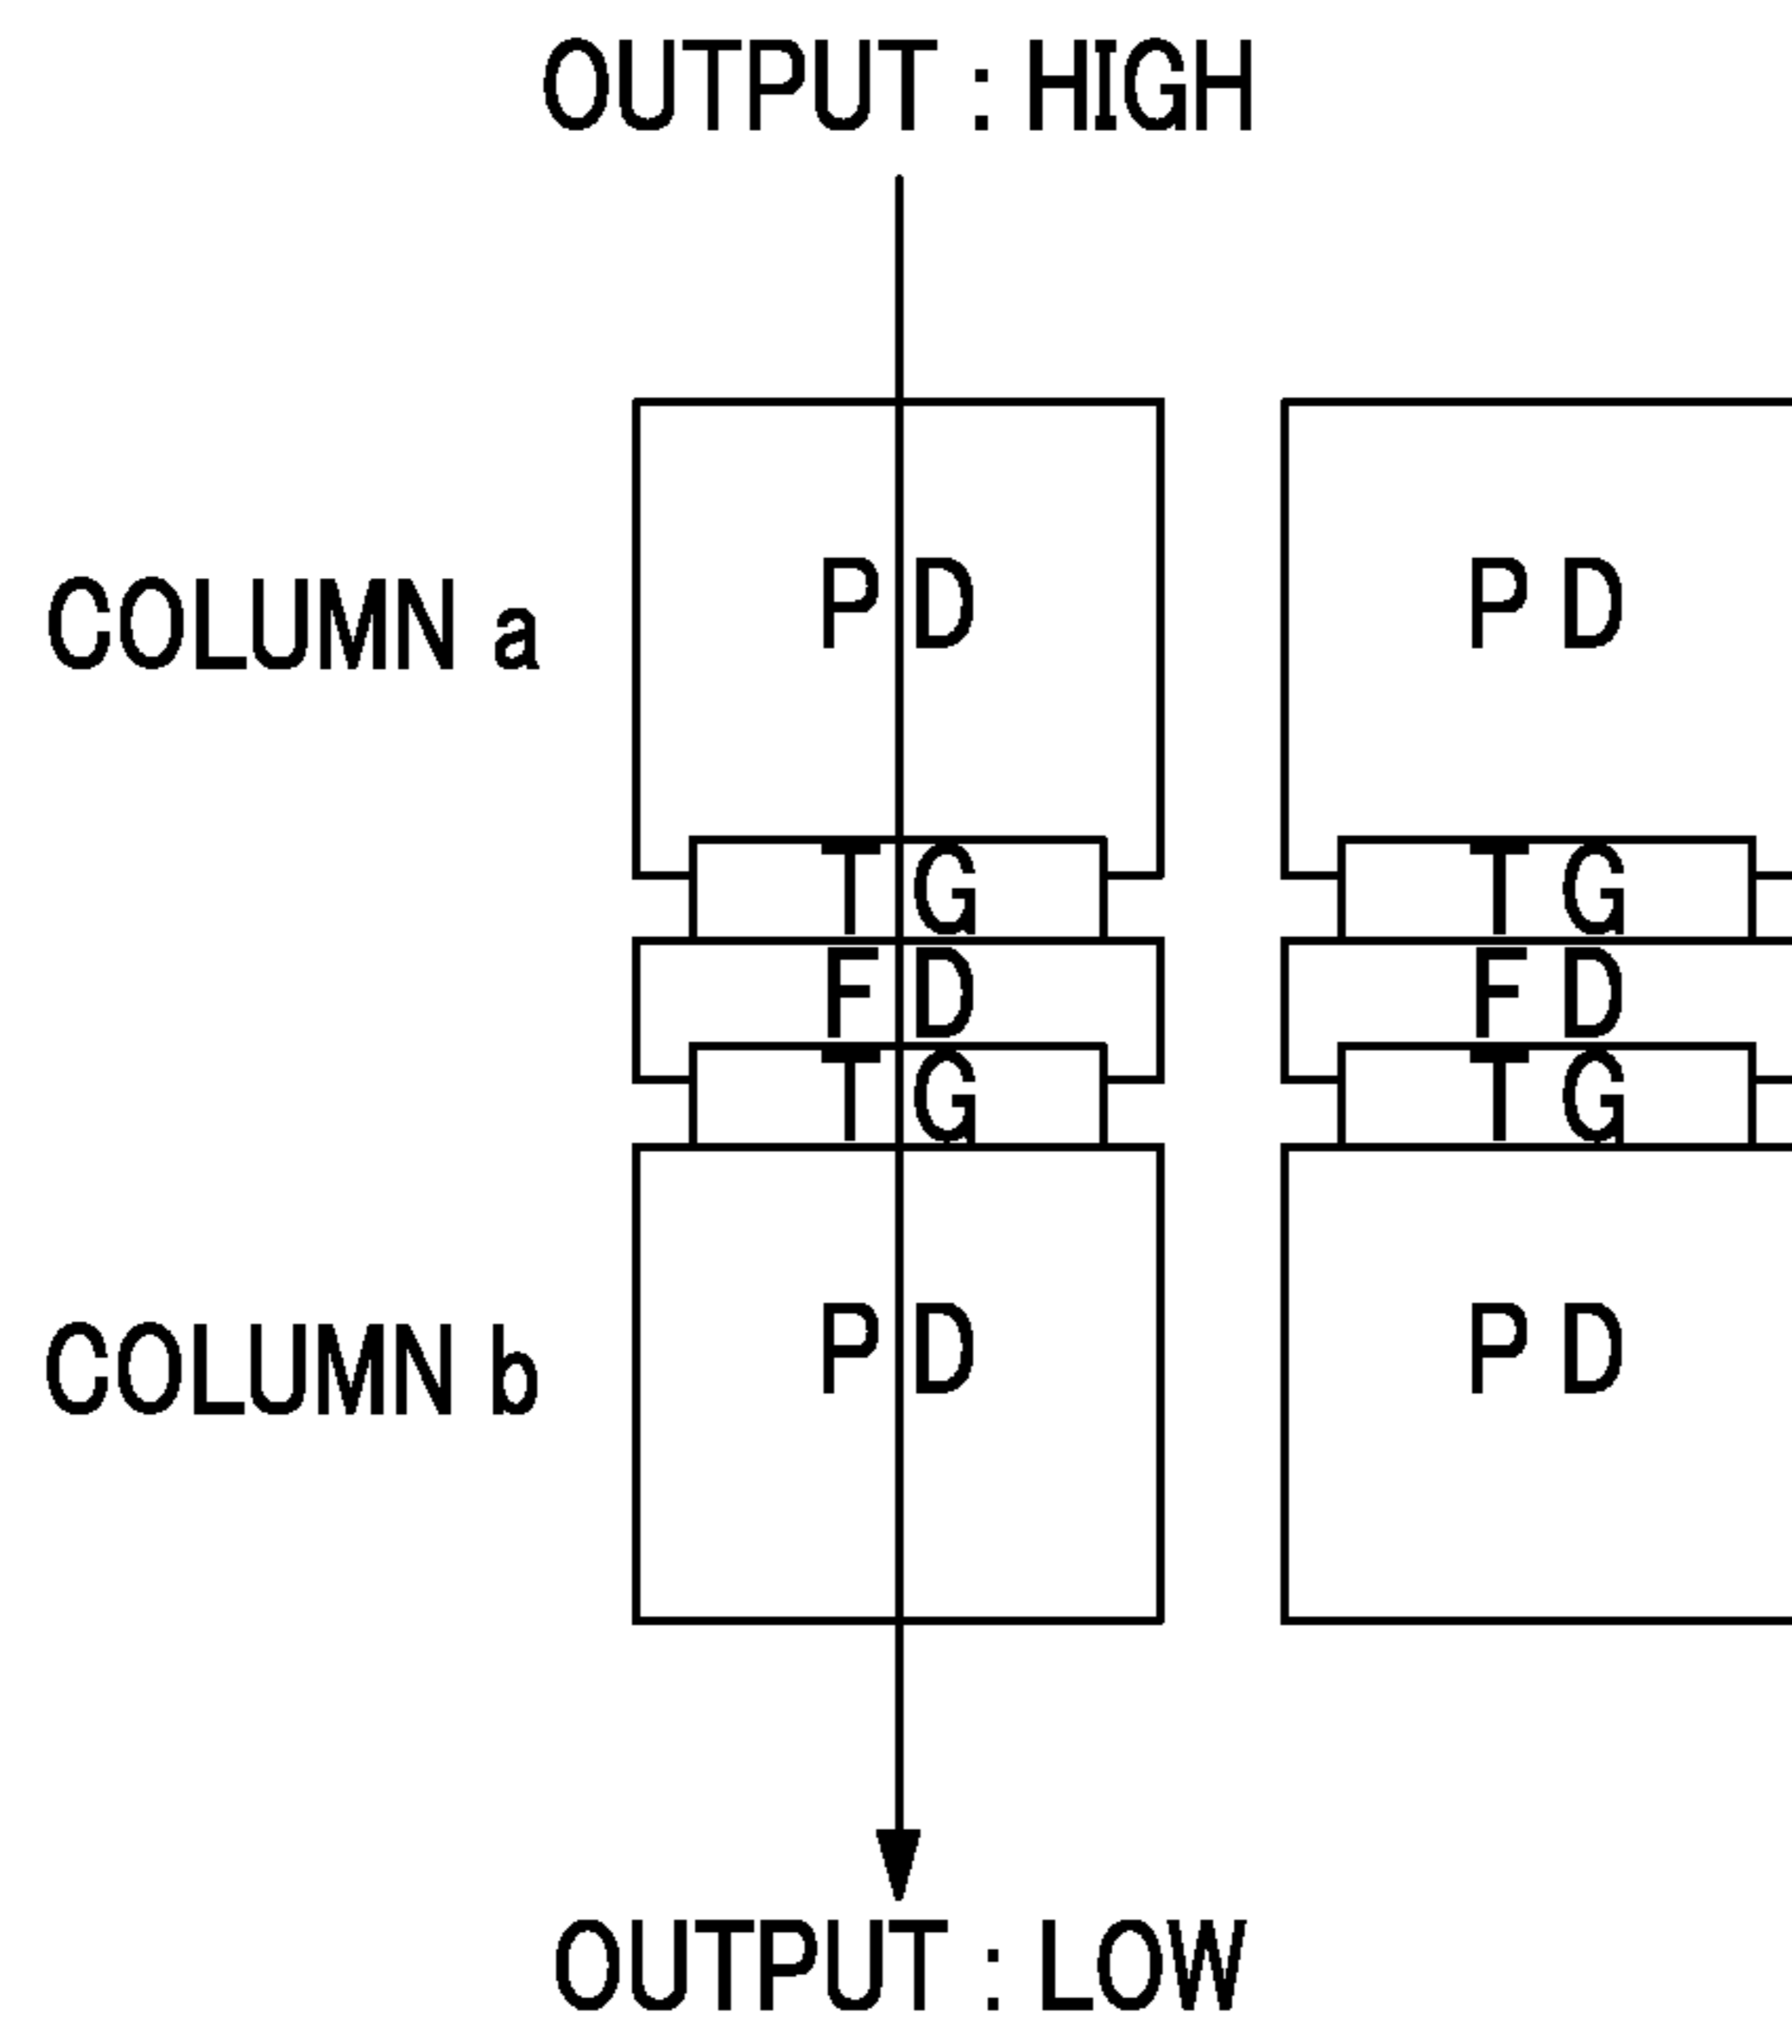 OUTPUT : HIGH
COLUMN a PD PD
TG TG
FD FD
TG TG
COLUMN b PD PD
OUTPUT : LOW